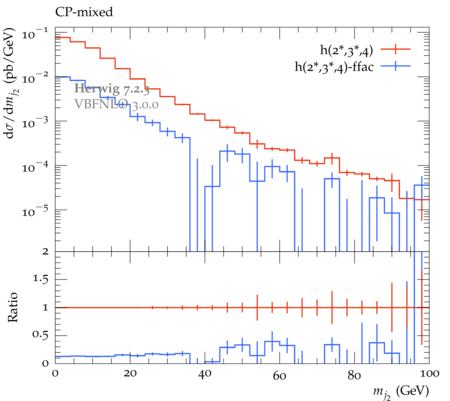 CP-mixed
dσ/dm_{j_2} (pb/GeV)
10^{-1}
10^{-2}
10^{-3}
10^{-4}
10^{-5}
h(2*,3*,4)
h(2*,3*,4)-ffac
Herwig 7.2.3
VBFNLO 3.0.0
Ratio
2
1.5
1
0.5
0
0 20 40 60 80 100
m_{j_2} (GeV)